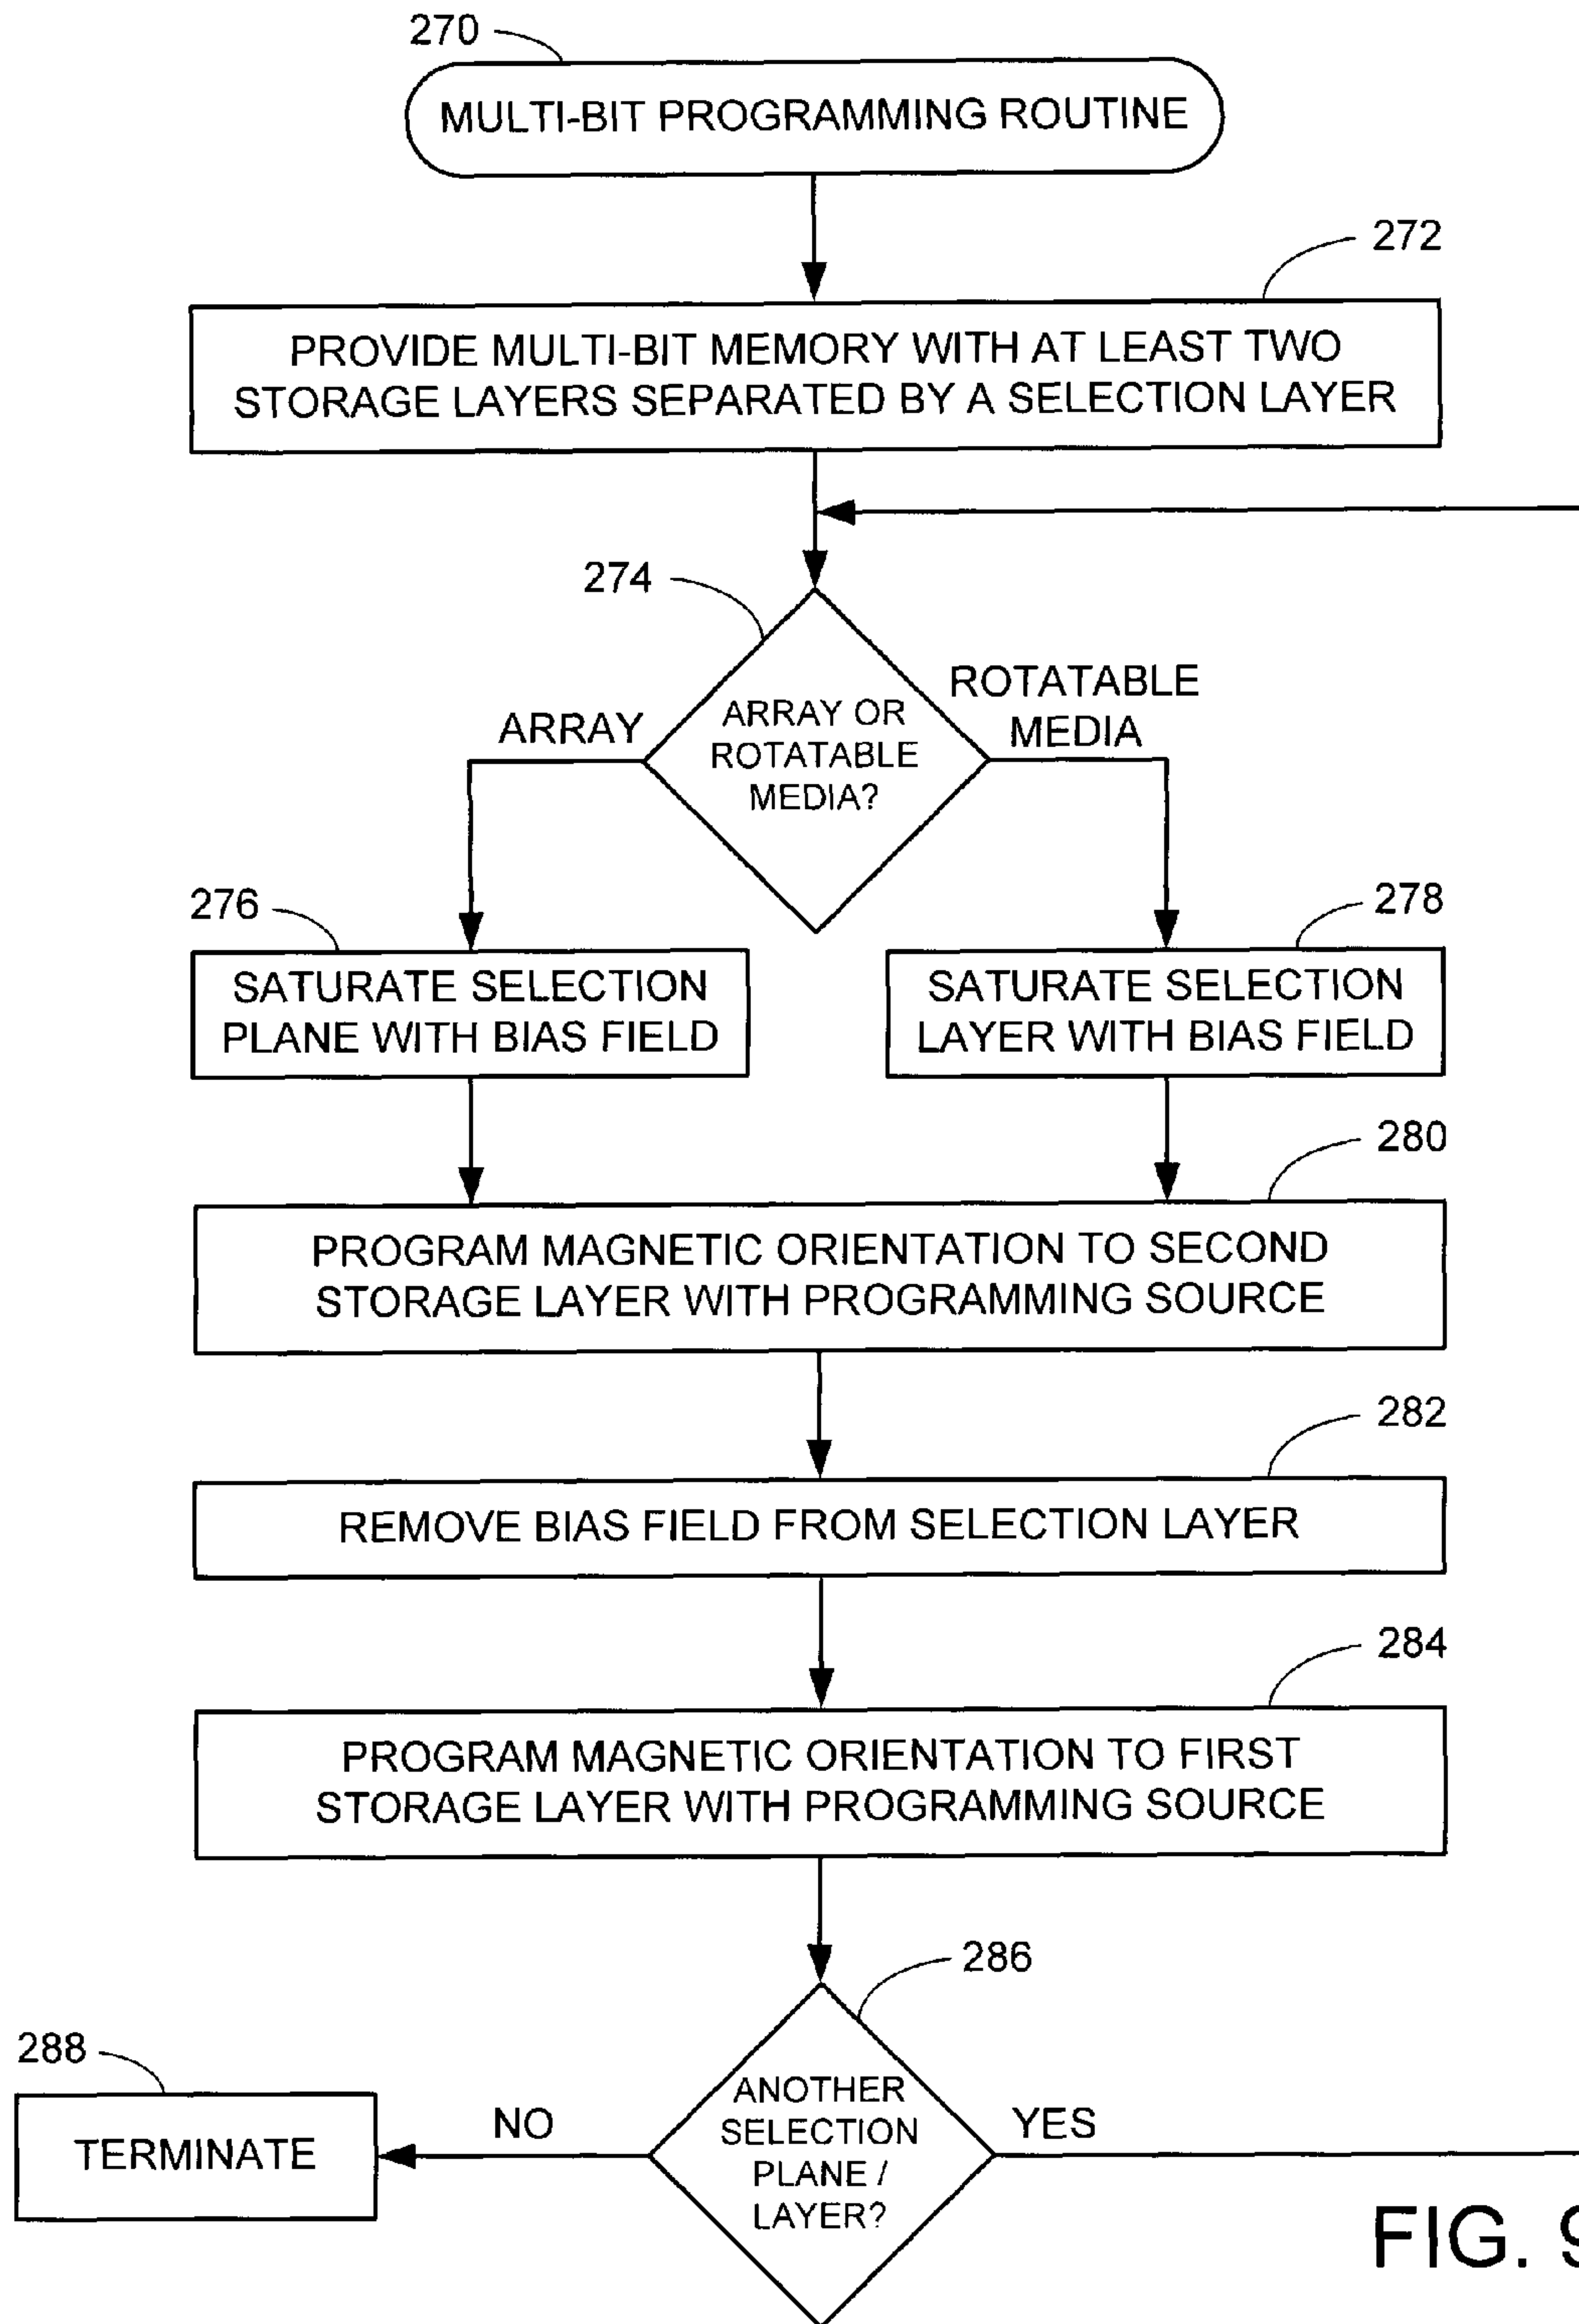 270
MULTI-BIT PROGRAMMING ROUTINE
272
PROVIDE MULTI-BIT MEMORY WITH AT LEAST TWO
STORAGE LAYERS SEPARATED BY A SELECTION LAYER
274
ARRAY
ARRAY OR
ROTATABLE
MEDIA?
ROTATABLE
MEDIA
276
SATURATE SELECTION
PLANE WITH BIAS FIELD
278
SATURATE SELECTION
LAYER WITH BIAS FIELD
280
PROGRAM MAGNETIC ORIENTATION TO SECOND
STORAGE LAYER WITH PROGRAMMING SOURCE
282
REMOVE BIAS FIELD FROM SELECTION LAYER
284
PROGRAM MAGNETIC ORIENTATION TO FIRST
STORAGE LAYER WITH PROGRAMMING SOURCE
286
ANOTHER
SELECTION
PLANE /
LAYER?
NO
YES
288
TERMINATE
FIG. 9